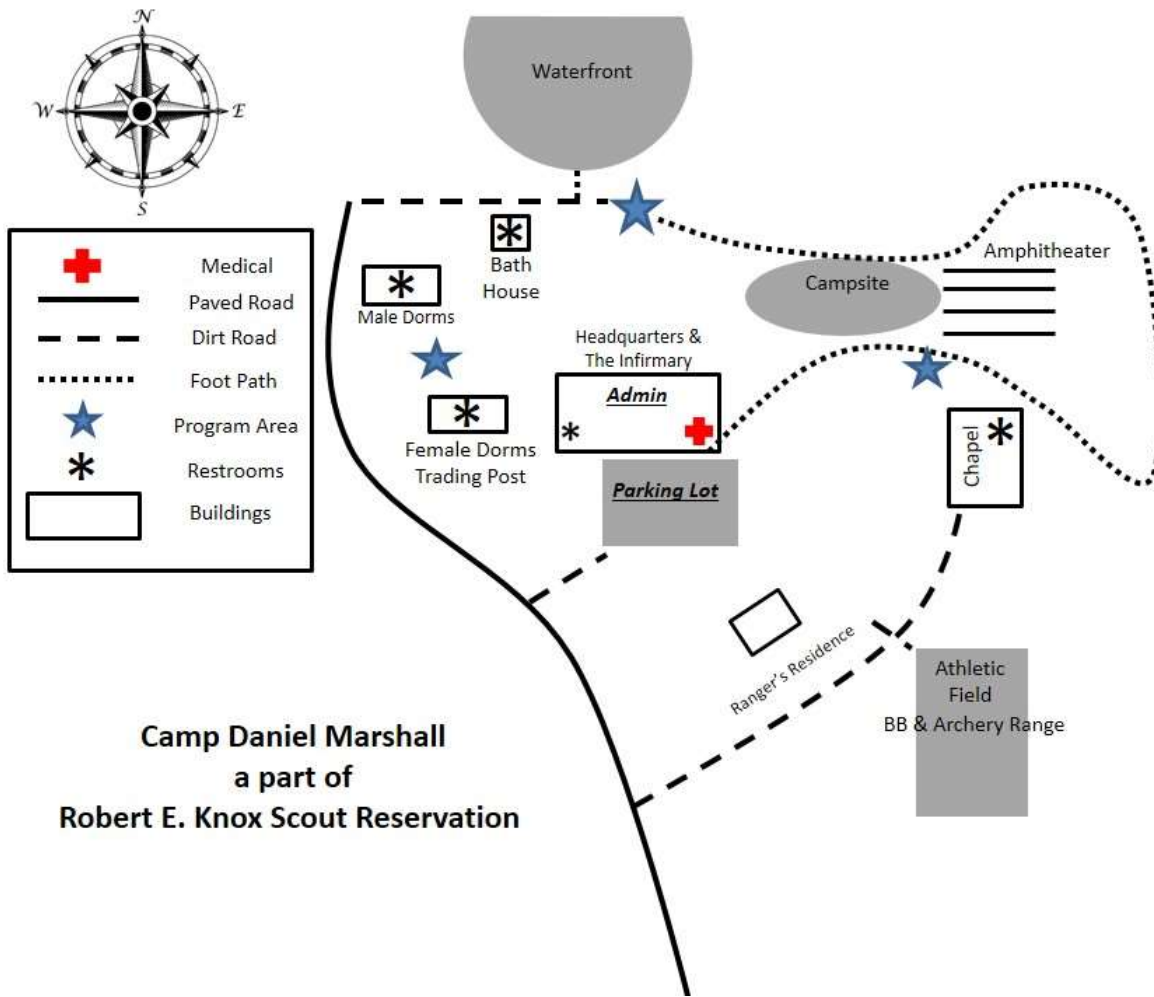 N
W
E
S
Waterfront
Medical
Paved Road
Dirt Road
Foot Path
Program Area
Restrooms
Buildings
Bath
House
Male Dorms
Female Dorms
Trading Post
Headquarters &
The Infirmary
Admin
Parking Lot
Campsite
Amphitheater
Chapel
Ranger's Residence
Athletic
Field
BB & Archery Range
Camp Daniel Marshall
a part of
Robert E. Knox Scout Reservation